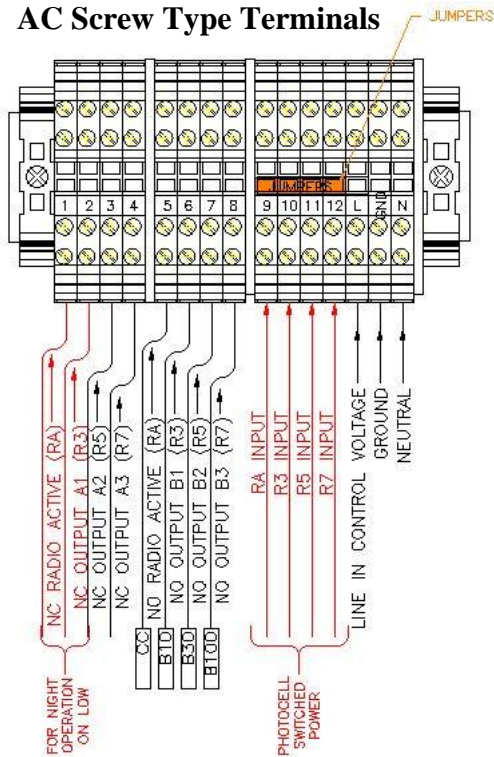 AC Screw Type Terminals
JUMPERS
JUMPERS
1 2 3 4 5 6 7 8 9 10 11 12 L GND N
NC RADIO ACTIVE (RA)
NC OUTPUT A1 (R3)
NC OUTPUT A2 (R5)
NC OUTPUT A3 (R7)
NO RADIO ACTIVE (RA)
NO OUTPUT B1 (R3)
NO OUTPUT B2 (R5)
NO OUTPUT B3 (R7)
RA INPUT
R3 INPUT
R5 INPUT
R7 INPUT
LINE IN CONTROL VOLTAGE
GROUND
NEUTRAL
CC
B10
B30
B100
FOR NIGHT
OPERATION
ON LOW
PHOTOCELL
SWITCHED
POWER